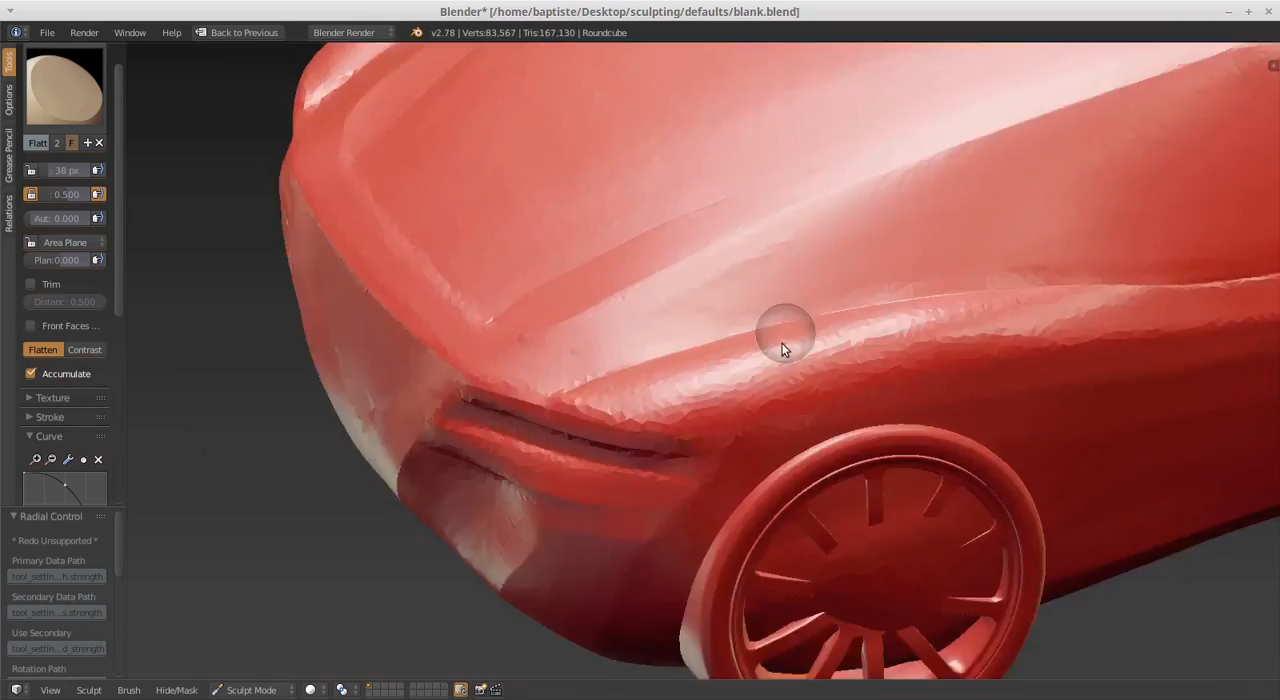 Blender* [/home/baptiste/Desktop/sculpting/defaults/blank.blend]
File Render Window Help Back to Previous Blender Render v2.78 | Verts:83,567 | Tris:167,130 | Roundcube
Tools
Options
Grease Pencil
Relations
Flatt 2 F
: 38 px
: 0.500
Aut: 0.000
Area Plane
Plan:0.000
Trim
Distanc: 0.500
Front Faces ...
Flatten Contrast
Accumulate
Texture
Stroke
Curve
Radial Control
* Redo Unsupported *
Primary Data Path
tool_settin...h.strength
Secondary Data Path
tool_settin...s.strength
Use Secondary
tool_settin...d_strength
Rotation Path
View Sculpt Brush Hide/Mask Sculpt Mode